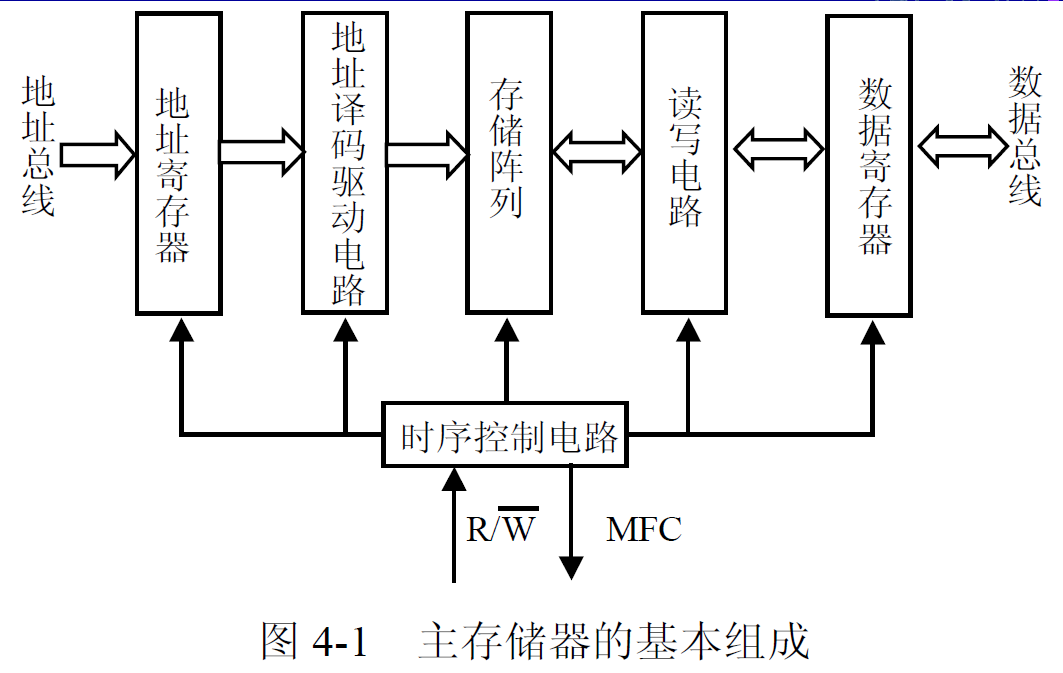 地址总线
地址寄存器
地址译码驱动电路
存储阵列
读写电路
数据寄存器
数据总线
时序控制电路
R/W̅
MFC
图 4-1 主存储器的基本组成